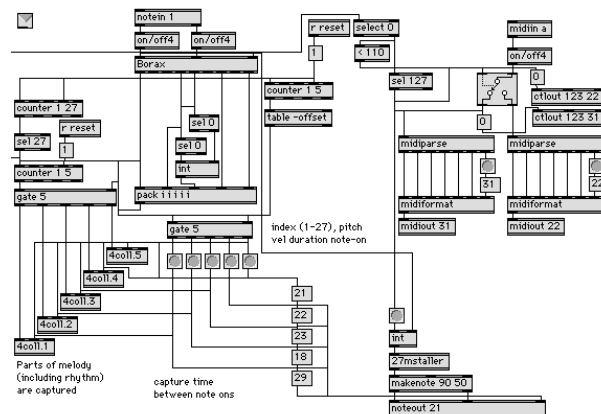 notein 1
on/off4
on/off4
Borax
r reset
select 0
1
< 110
midiin a
on/off4
0
sel 127
ctlout 123 22
ctlout 123 31
counter 1 27
r reset
sel 27
1
counter 1 5
gate 5
sel 0
sel 0
int
pack i i i i i
counter 1 5
table -offset
0
midiparse
midiparse
31
22
midiformat
midiformat
midiout 31
midiout 22
gate 5
index (1-27), pitch
vel duration note-on
4coll.5
4coll.4
4coll.3
4coll.2
4coll.1
21
22
23
18
29
Parts of melody
(including rhythm)
are captured
capture time
between note ons
int
27mstaller
makenote 90 50
noteout 21